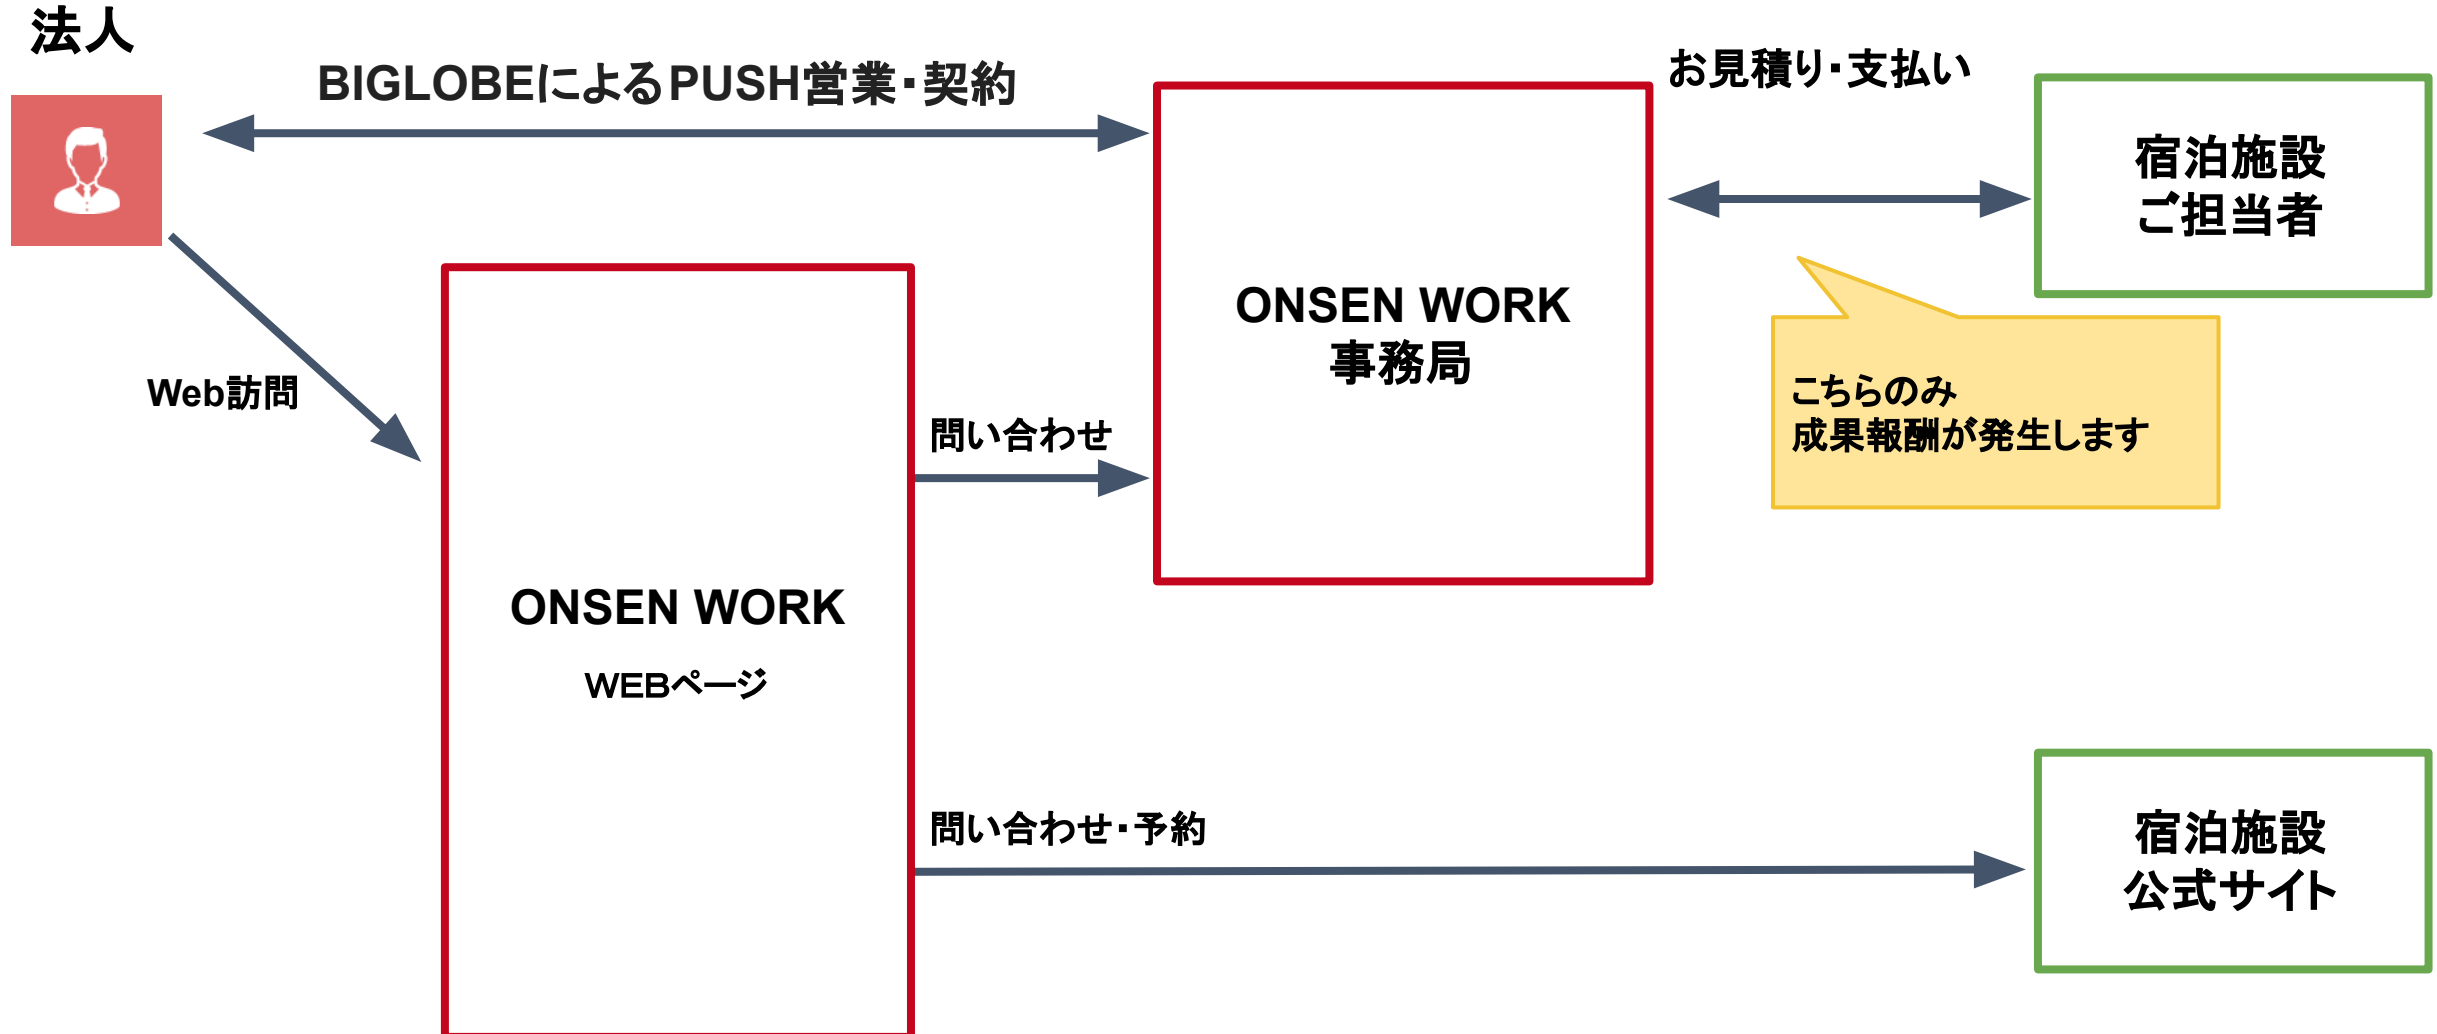 法人
BIGLOBEによるPUSH営業・契約
お見積り・支払い
宿泊施設
ご担当者
ONSEN WORK
事務局
Web訪問
こちらのみ
成果報酬が発生します
問い合わせ
ONSEN WORK
WEBページ
問い合わせ・予約
宿泊施設
公式サイト